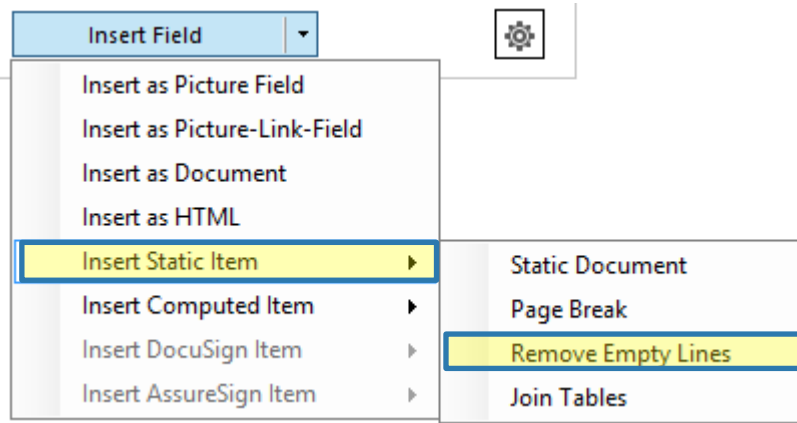 Insert Field
Insert as Picture Field
Insert as Picture-Link-Field
Insert as Document
Insert as HTML
Insert Static Item
Insert Computed Item
Insert DocuSign Item
Insert AssureSign Item
Static Document
Page Break
Remove Empty Lines
Join Tables